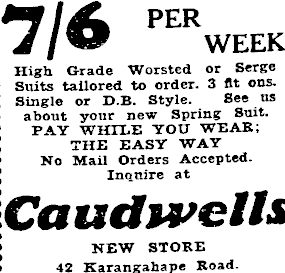 7/6 PER
WEEK
High Grade Worsted or Serge
Suits tailored to order. 3 fit ons.
Single or D.B. Style. See us
about your new Spring Suit.
PAY WHILE YOU WEAR;
THE EASY WAY
No Mail Orders Accepted.
Inquire at
Caudwells
NEW STORE
42 Karangahape Road.